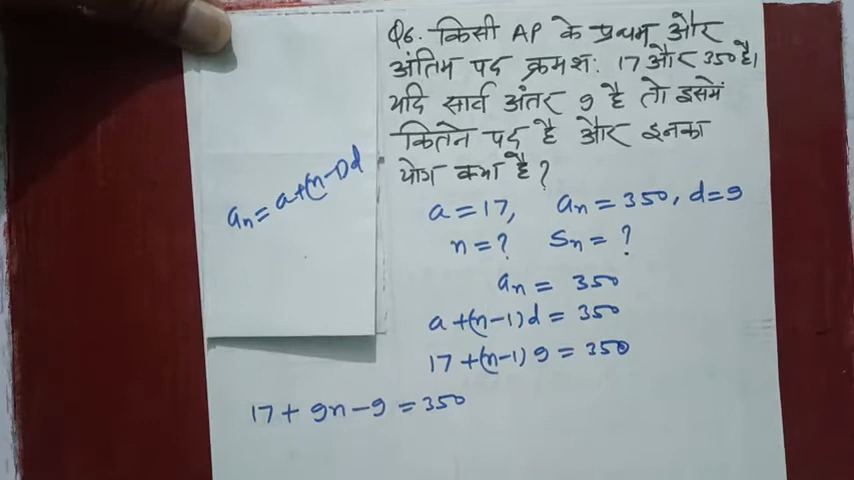 Q6. किसी AP के प्रथम और
अंतिम पद क्रमश: 17 और 350 है।
यदि सार्व अंतर 9 है तो इसमें
कितने पद है और इनका
योग क्या है?
a = 17, an = 350, d = 9
n = ? Sn = ?
an = 350
a + (n-1) d = 350
17 + (n-1) 9 = 350
17 + 9n - 9 = 350
an = a + (n-1) d